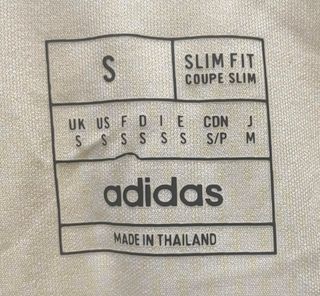 S
SLIM FIT
COUPE SLIM
UK US F D I E CDN J
S S S S S S S/P M
adidas
MADE IN THAILAND